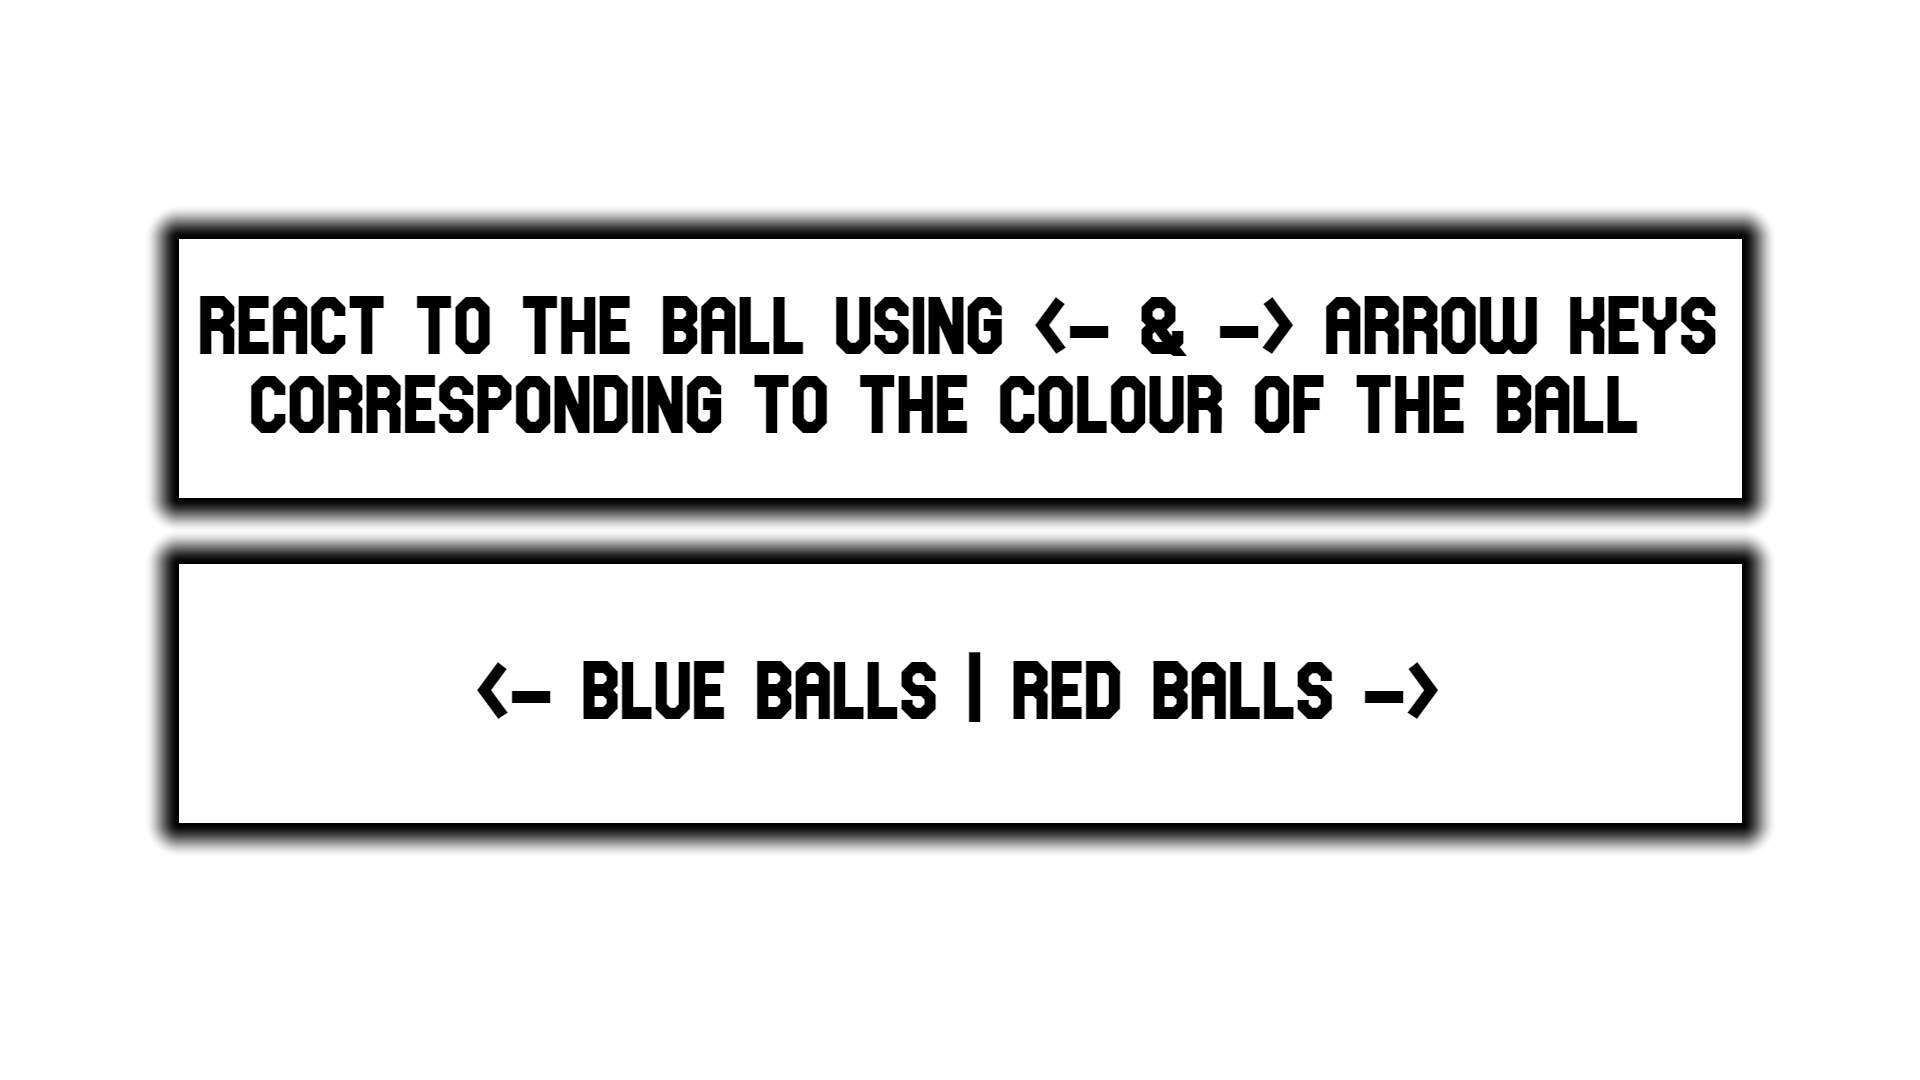 REACT TO THE BALL USING <- & -> ARROW KEYS
CORRESPONDING TO THE COLOUR OF THE BALL
<- BLUE BALLS | RED BALLS ->